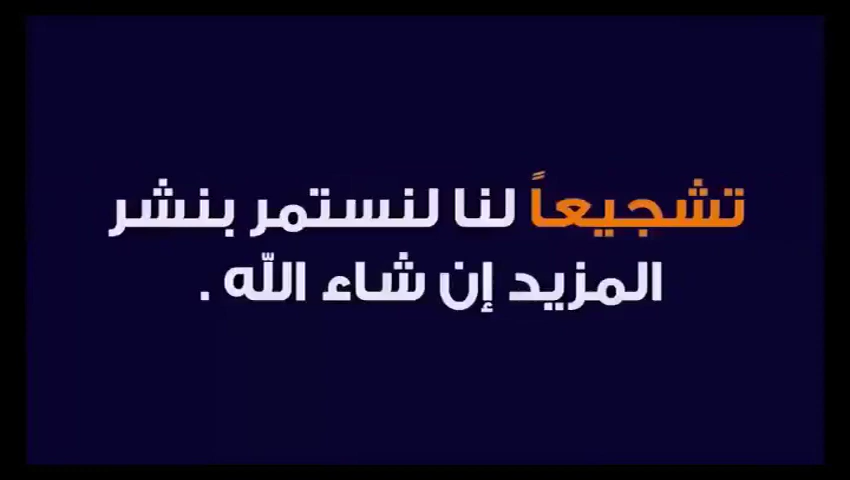 تشجيعاً لنا لنستمر بنشر
المزيد إن شاء الله .